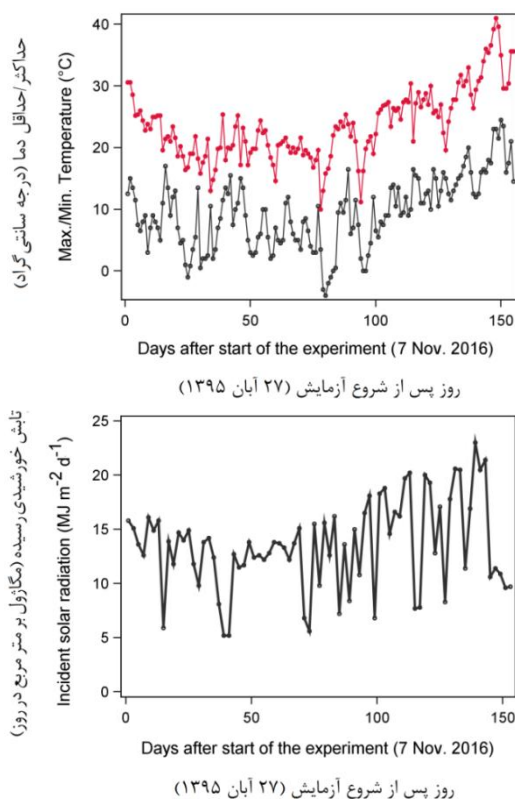 حداکثر/حداقل دما (درجه سانتی گراد)
Max./Min. Temperature (°C)
40
30
20
10
0
0 50 100 150
Days after start of the experiment (7 Nov. 2016)
روز پس از شروع آزمایش (۲۷ آبان ۱۳۹۵)
تابش خورشیدی رسیده (مگاژول بر متر مربع در روز)
Incident solar radiation (MJ m⁻² d⁻¹)
25
20
15
10
5
0
0 50 100 150
Days after start of the experiment (7 Nov. 2016)
روز پس از شروع آزمایش (۲۷ آبان ۱۳۹۵)